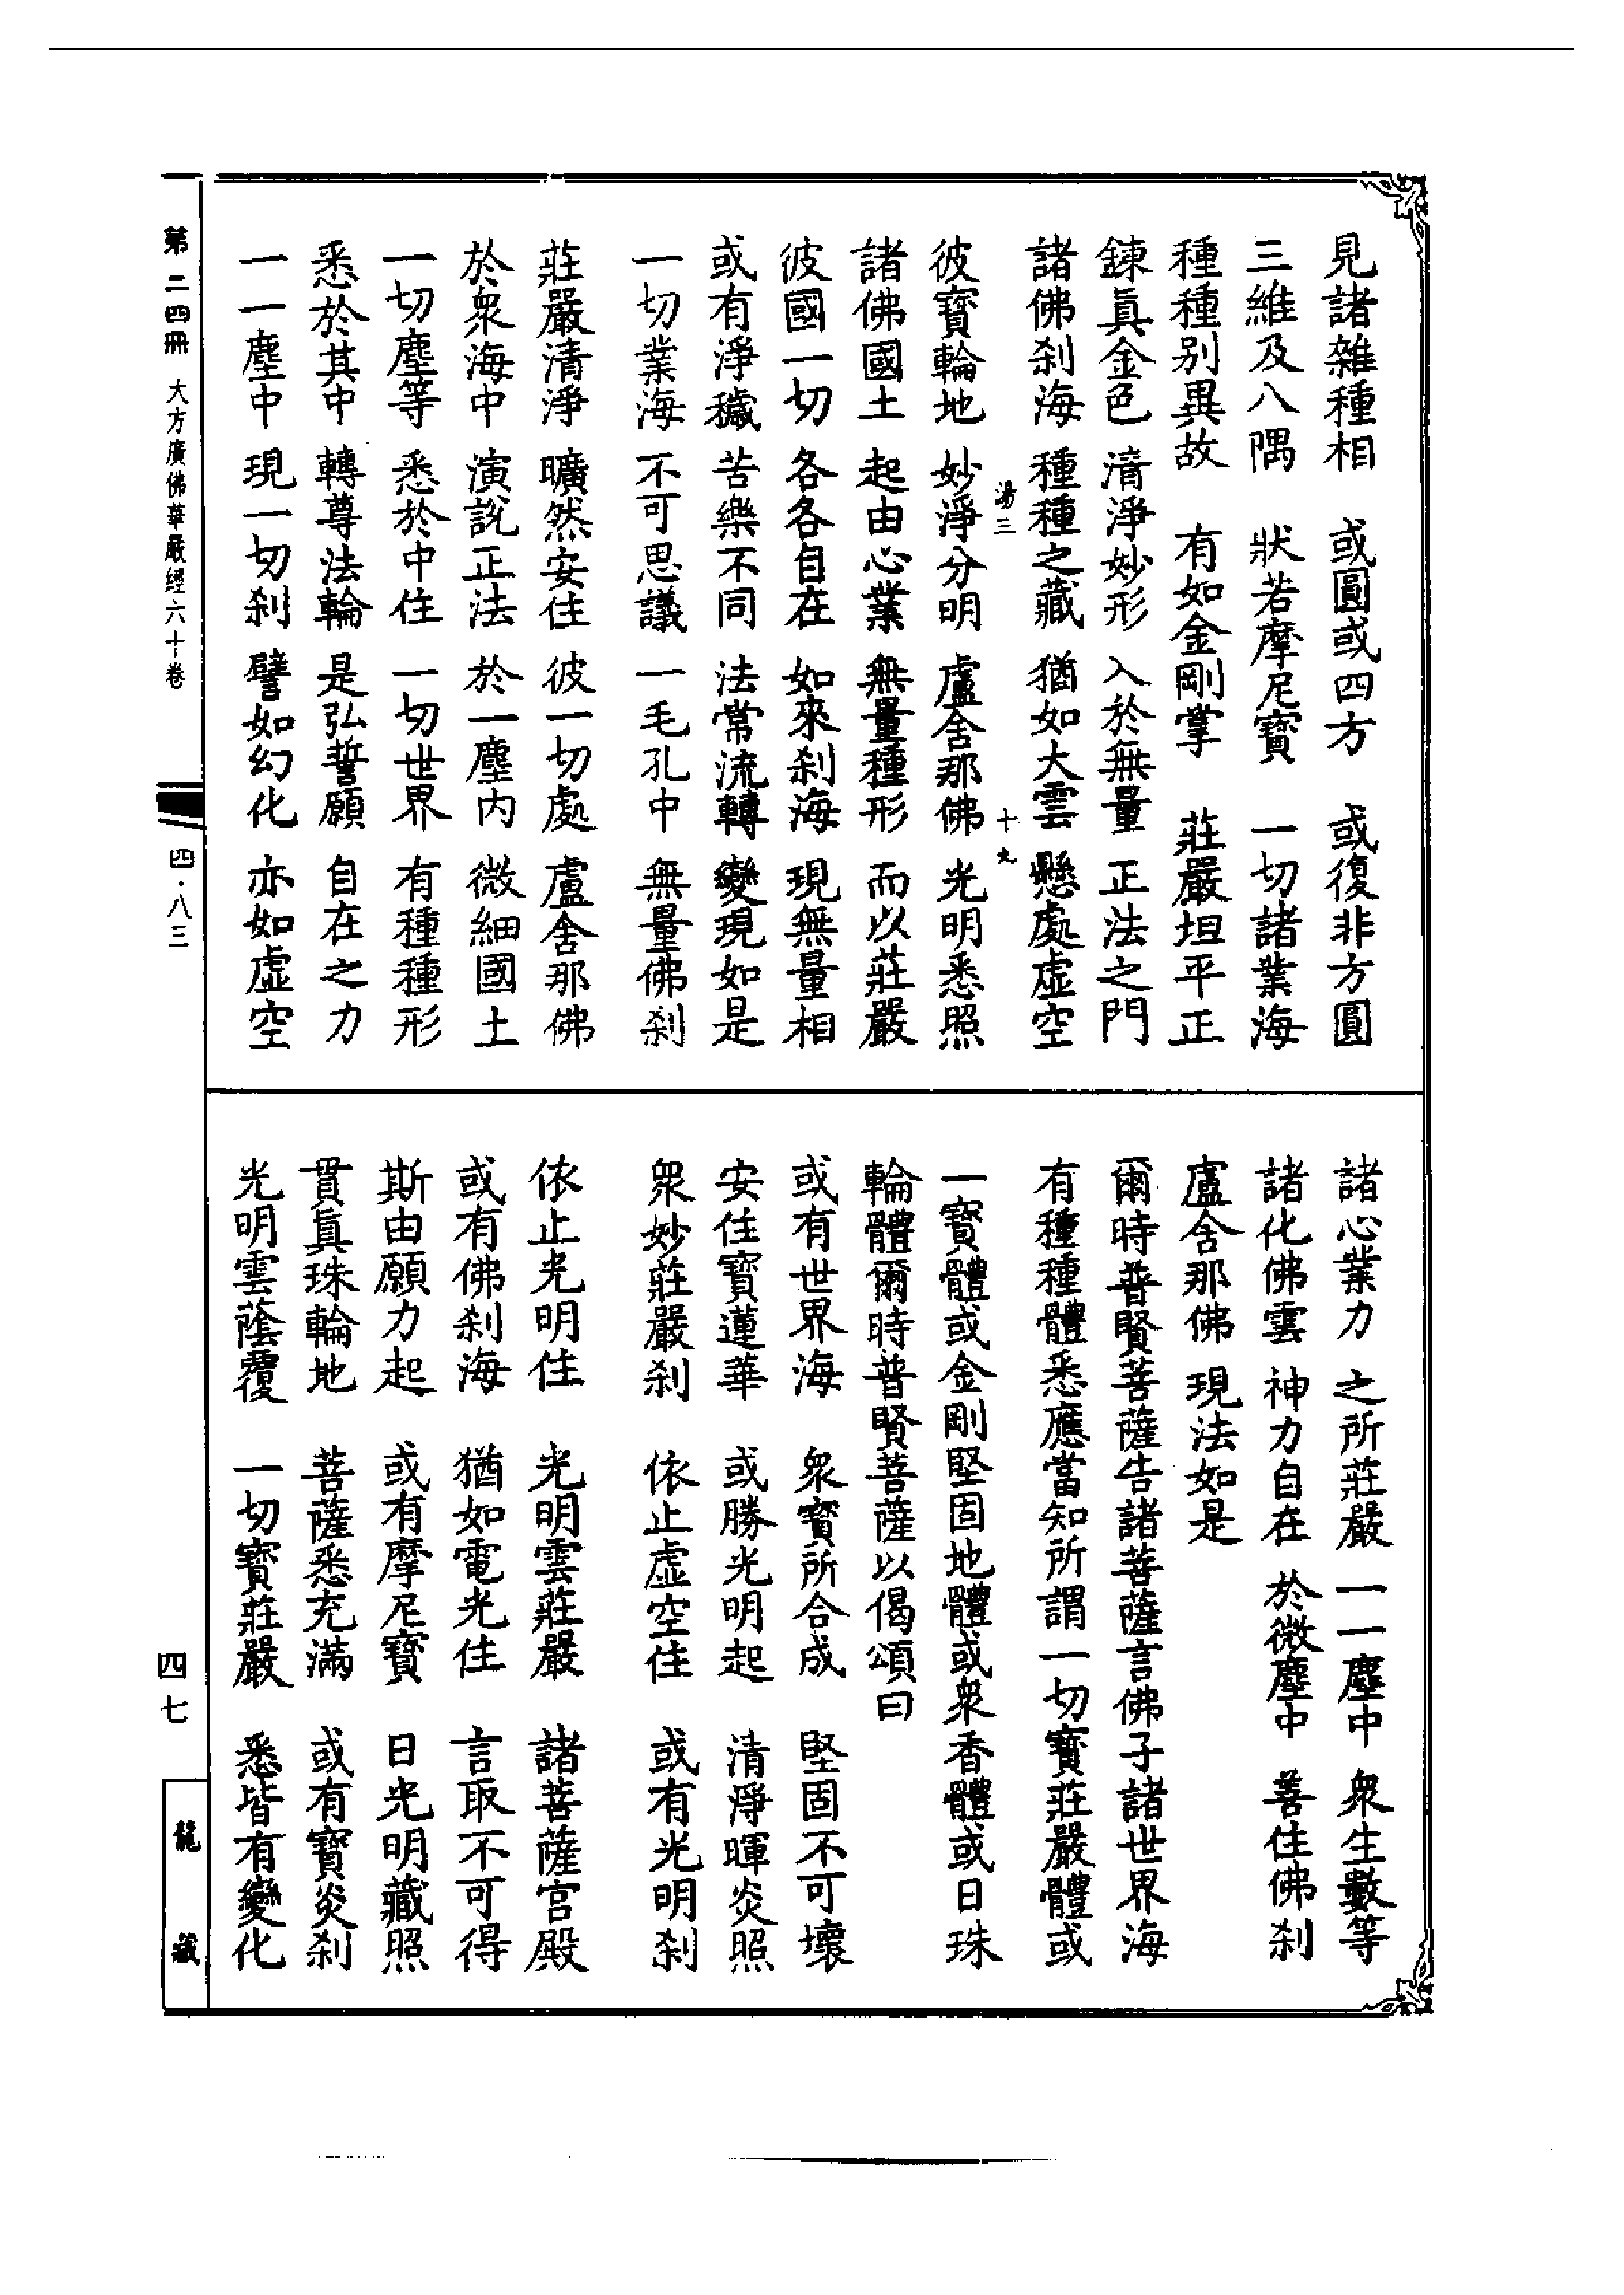 見諸雜種相　或圓或四方　或復非方圓
三維及八隅　狀若摩尼寶　一切諸業海
種種別異故　有如金剛掌　莊嚴坦平正
鍊眞金色　清淨妙形　入於無量　正法之門
諸佛刹海　種種之藏　猶如大雲　懸處虛空
湯三　十九
彼寶輪地　妙淨分明　盧舍那佛　光明悉照
諸佛國土　起由心業　無量種形　而以莊嚴
彼國一切　各各自在　如來刹海　現無量相
或有淨穢　苦樂不同　法常流轉　變現如是
一切業海　不可思議　一毛孔中　無量佛刹
莊嚴清淨　曠然安住　彼一切處　盧舍那佛
於衆海中　演說正法　於一塵內　微細國土
一切塵等　悉於中住　一切世界　有種種形
悉於其中　轉尊法輪　是弘誓願　自在之力
一一塵中　現一切刹　譬如幻化　亦如虛空
諸心業力　之所莊嚴　一一塵中　衆生數等
諸化佛雲　神力自在　於微塵中　善住佛刹
盧舍那佛　現法如是
爾時普賢菩薩告諸菩薩言佛子諸世界海
有種種體悉應當知所謂一切寶莊嚴體或
一寶體或金剛堅固地體或衆香體或日珠
輪體爾時普賢菩薩以偈頌曰
或有世界海　衆寶所合成　堅固不可壞
安住寶蓮華　或勝光明起　清淨暉炎照
衆妙莊嚴刹　依止虛空住　或有光明刹
依止光明住　光明雲莊嚴　諸菩薩宮殿
或有佛刹海　猶如電光住　言取不可得
斯由願力起　或有摩尼寶　日光明藏照
貫眞珠輪地　菩薩悉充滿　或有寶炎刹
光明雲蔭覆　一切寶莊嚴　悉皆有變化
第二四冊　大方廣佛華嚴經六十卷
四・八三
四七
龍藏